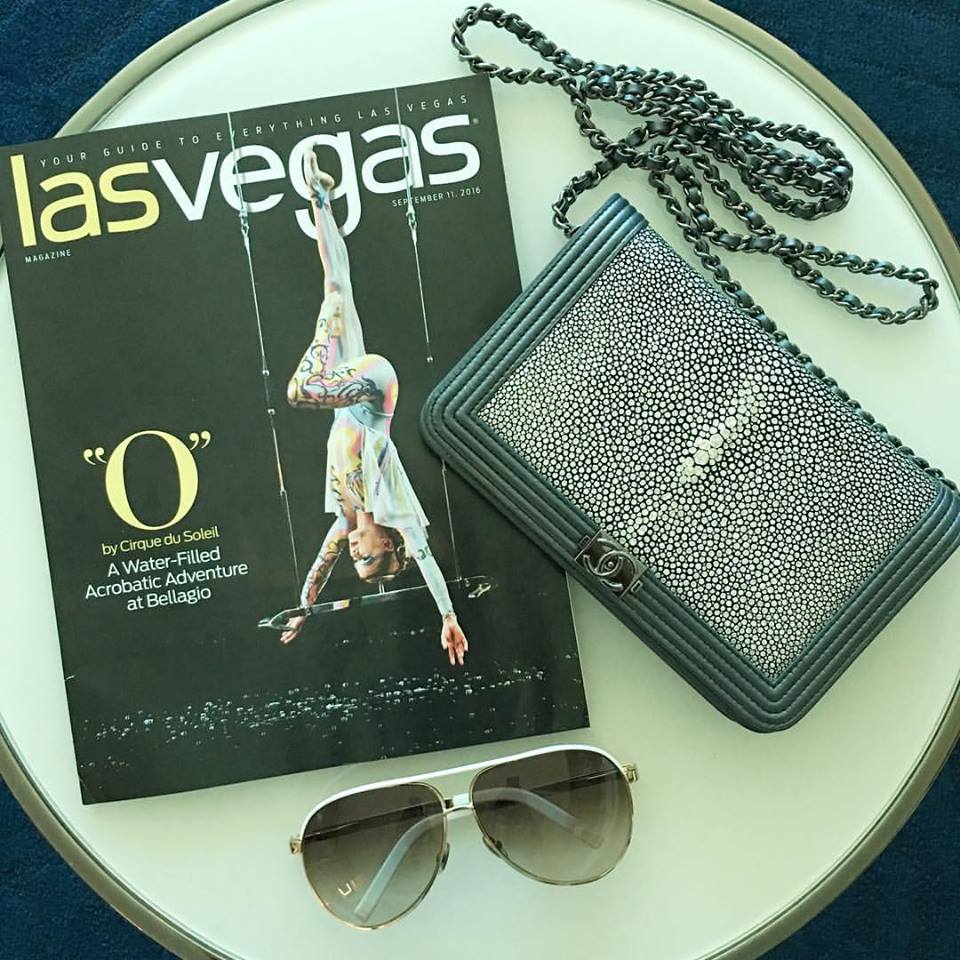 YOUR GUIDE TO EVERYTHING LAS VEGAS
lasvegas®
SEPTEMBER 11, 2016
MAGAZINE
“O”
by Cirque du Soleil
A Water-Filled
Acrobatic Adventure
at Bellagio